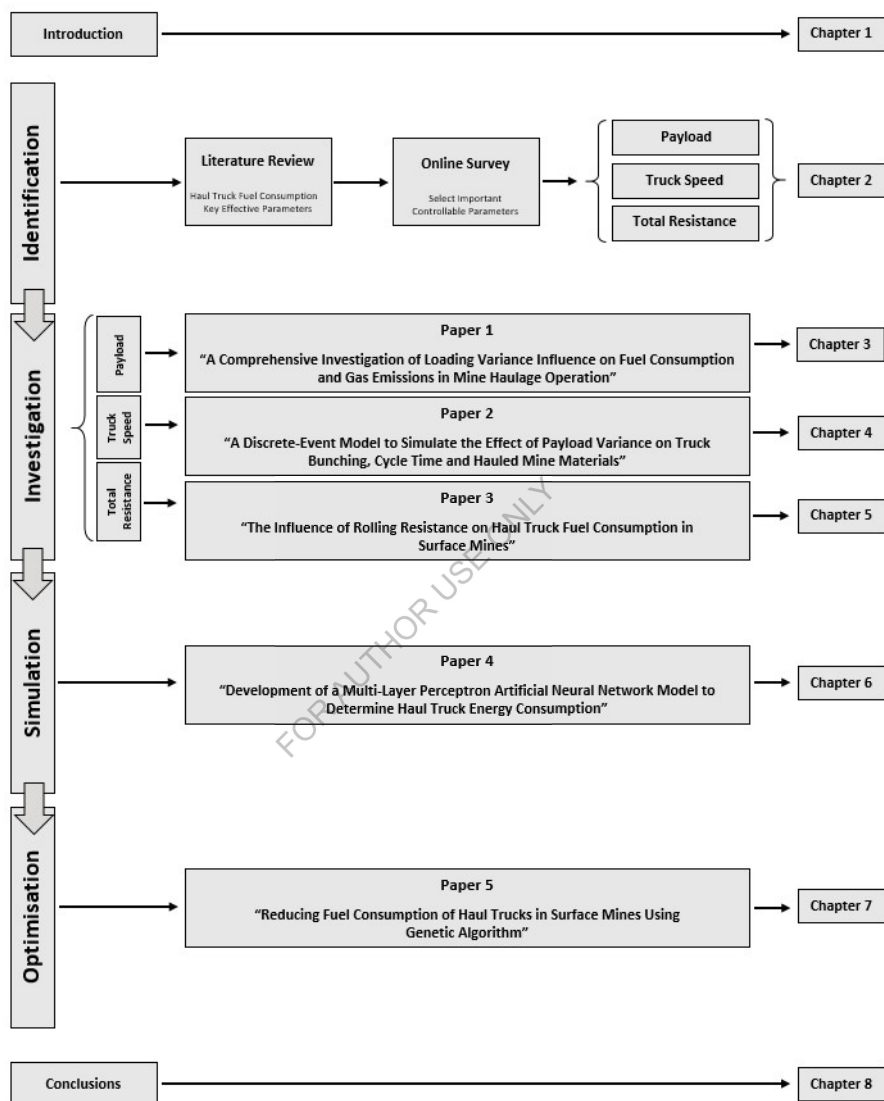 Introduction
Chapter 1
Identification
Literature Review
Haul Truck Fuel Consumption
Key Effective Parameters
Online Survey
Select Important
Controllable Parameters
Payload
Truck Speed
Total Resistance
Chapter 2
Investigation
Payload
Paper 1
“A Comprehensive Investigation of Loading Variance Influence on Fuel Consumption
and Gas Emissions in Mine Haulage Operation”
Chapter 3
Truck
Speed
Paper 2
“A Discrete-Event Model to Simulate the Effect of Payload Variance on Truck
Bunching, Cycle Time and Hauled Mine Materials”
Chapter 4
Total
Resistance
Paper 3
“The Influence of Rolling Resistance on Haul Truck Fuel Consumption in
Surface Mines”
Chapter 5
Simulation
Paper 4
“Development of a Multi-Layer Perceptron Artificial Neural Network Model to
Determine Haul Truck Energy Consumption”
Chapter 6
FOR AUTHOR USE ONLY
Optimisation
Paper 5
“Reducing Fuel Consumption of Haul Trucks in Surface Mines Using
Genetic Algorithm”
Chapter 7
Conclusions
Chapter 8